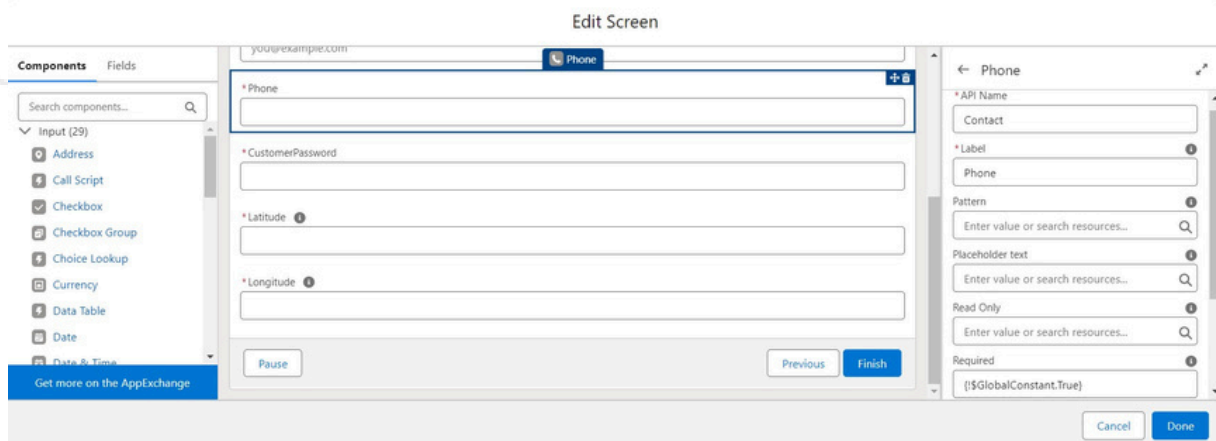 Edit Screen
Components Fields
Search components...
Input (29)
Address
Call Script
Checkbox
Checkbox Group
Choice Lookup
Currency
Data Table
Date
Date & Time
Get more on the AppExchange
you@example.com
Phone
*Phone
*CustomerPassword
*Latitude
*Longitude
Pause
Previous
Finish
Phone
*API Name
Contact
*Label
Phone
Pattern
Enter value or search resources...
Placeholder text
Enter value or search resources...
Read Only
Enter value or search resources...
Required
{!$GlobalConstant.True}
Cancel
Done